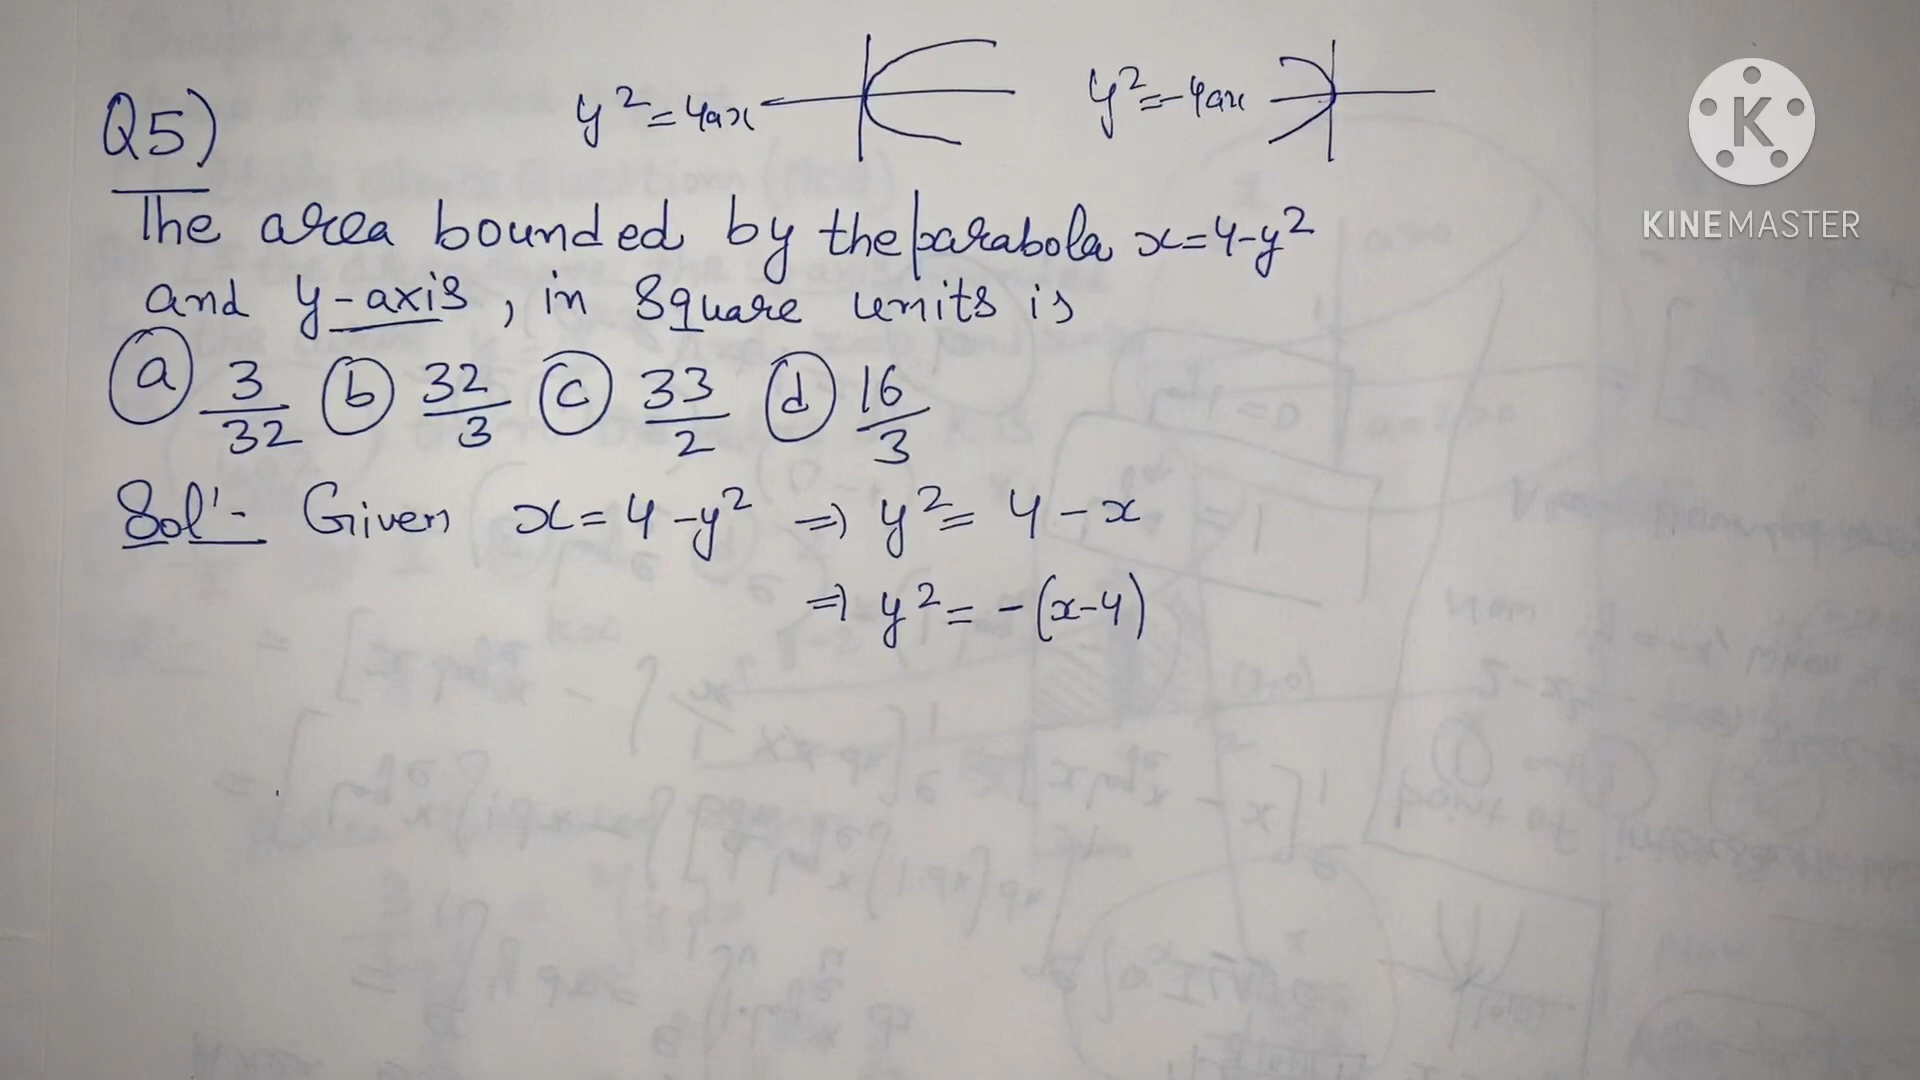 y² = 4ax y² = -4ax
Q5)
The area bounded by the parabola x=4-y²
and y-axis, in square units is
(a) 3/32 (b) 32/3 (c) 33/2 (d) 16/3
Sol':- Given x = 4 - y² => y² = 4 - x
=> y² = -(x-4)
K
KINEMASTER